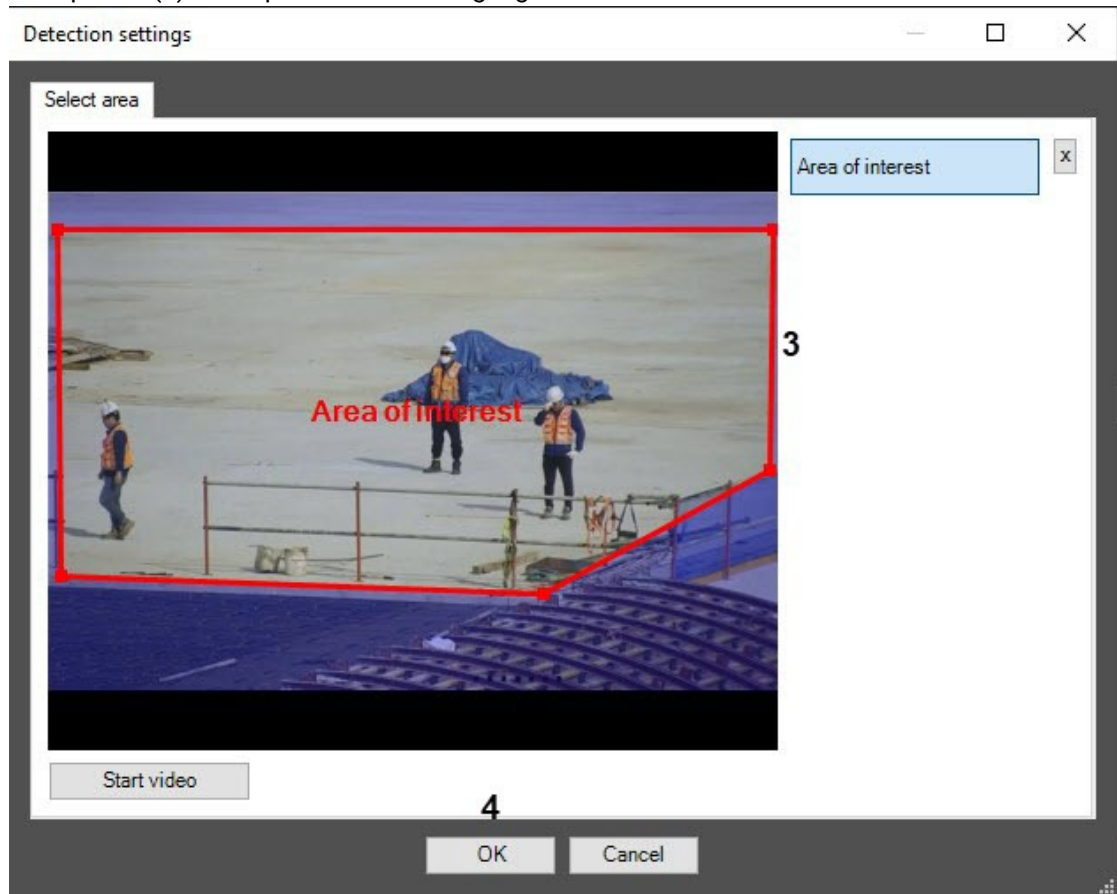 Detection settings
Select area
Area of interest
x
3
Area of interest
Start video
4
OK
Cancel